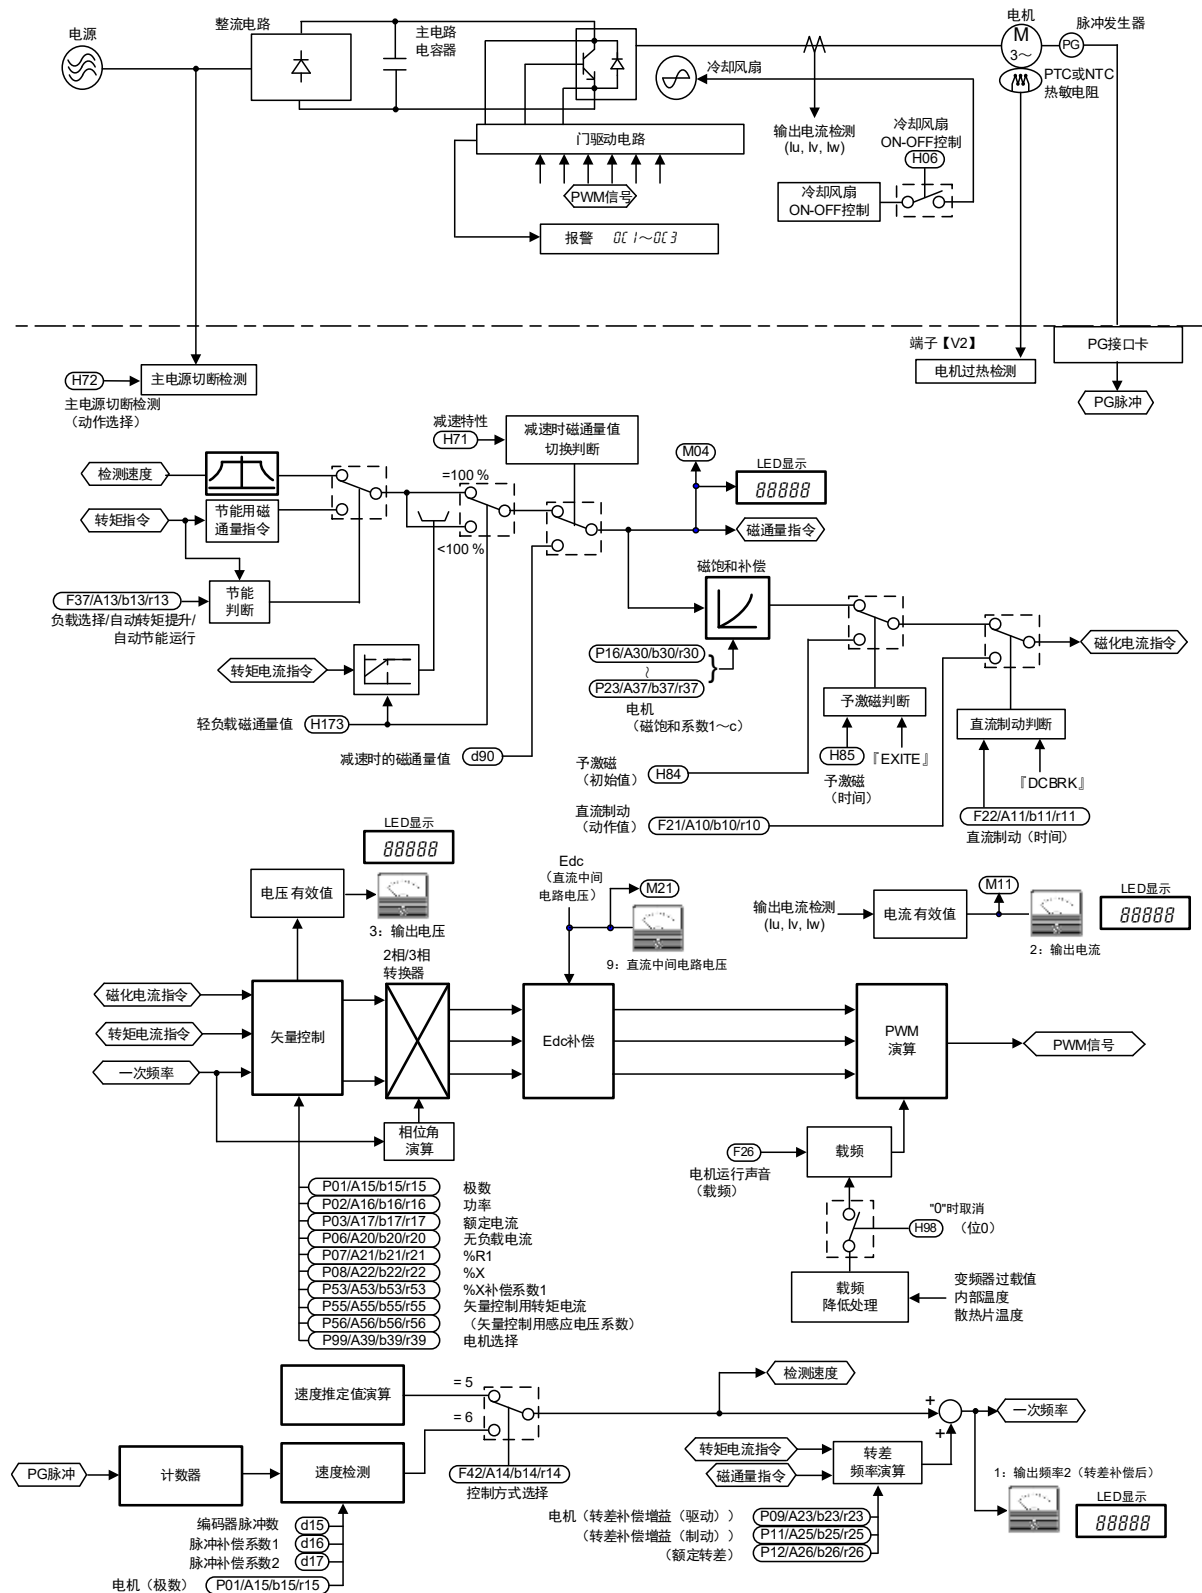 电源
整流电路
主电路
电容器
电机
脉冲发生器
M
3～
PG
冷却风扇
PTC或NTC
热敏电阻
门驱动电路
输出电流检测
(Iu, Iv, Iw)
冷却风扇
ON-OFF控制
H06
PWM信号
冷却风扇
ON-OFF控制
报警 OC1～OC3
端子【V2】
PG接口卡
H72
主电源切断检测
电机过热检测
主电源切断检测
（动作选择）
PG脉冲
减速特性
H71
减速时磁通量值
切换判断
M04
LED显示
88888
检测速度
=100 %
转矩指令
节能用磁
通量指令
磁通量指令
<100 %
磁饱和补偿
F37/A13/b13/r13
节能
判断
负载选择/自动转矩提升/
自动节能运行
磁化电流指令
P16/A30/b30/r30
～
P23/A37/b37/r37
转矩电流指令
电机
（磁饱和系数1～c）
予激磁判断
直流制动判断
轻负载磁通量值
H173
减速时的磁通量值
d90
予激磁
（初始值）
H84
H85
『EXITE』
予激磁
（时间）
『DCBRK』
直流制动
（动作值）
F21/A10/b10/r10
F22/A11/b11/r11
直流制动（时间）
LED显示
88888
电压有效值
3：输出电压
Edc
（直流中间
电路电压）
M21
9：直流中间电路电压
输出电流检测
(Iu, Iv, Iw)
电流有效值
M11
2：输出电流
LED显示
88888
2相/3相
转换器
磁化电流指令
转矩电流指令
一次频率
矢量控制
Edc补偿
PWM
演算
PWM信号
相位角
演算
F26
载频
电机运行声音
（载频）
P01/A15/b15/r15 极数
P02/A16/b16/r16 功率
P03/A17/b17/r17 额定电流
P06/A20/b20/r20 无负载电流
P07/A21/b21/r21 %R1
P08/A22/b22/r22 %X
P53/A53/b53/r53 %X补偿系数1
P55/A55/b55/r55 矢量控制用转矩电流
P56/A56/b56/r56 （矢量控制用感应电压系数）
P99/A39/b39/r39 电机选择
"0"时取消
H98 （位0）
载频
降低处理
变频器过载值
内部温度
散热片温度
速度推定值演算
= 5
检测速度
= 6
+
+
一次频率
PG脉冲
计数器
速度检测
F42/A14/b14/r14
控制方式选择
转矩电流指令
磁通量指令
转差
频率演算
1：输出频率2（转差补偿后）
LED显示
88888
编码器脉冲数 d15
脉冲补偿系数1 d16
脉冲补偿系数2 d17
电机（极数） P01/A15/b15/r15
电机（转差补偿增益（驱动）） P09/A23/b23/r23
（转差补偿增益（制动）） P11/A25/b25/r25
（额定转差） P12/A26/b26/r26